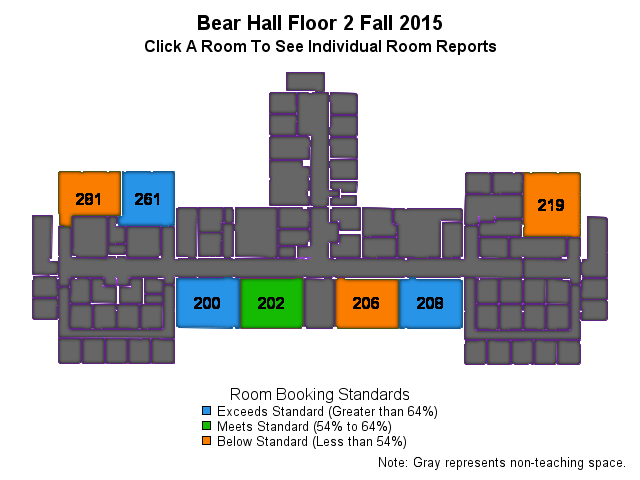 Bear Hall Floor 2 Fall 2015
Click A Room To See Individual Room Reports
281 261 219
200 202 206 208
Room Booking Standards
Exceeds Standard (Greater than 64%)
Meets Standard (54% to 64%)
Below Standard (Less than 54%)
Note: Gray represents non-teaching space.